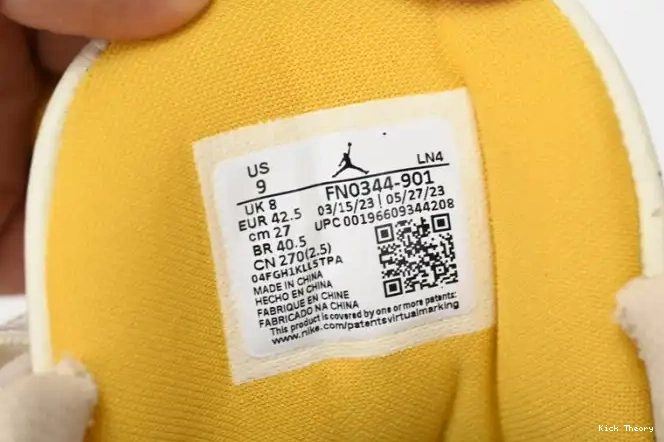 US
9
LN4
UK 8
EUR 42.5
cm 27
BR 40.5
CN 270(2.5)
FN0344-901
03/15/23 | 05/27/23
UPC 00196609344208
04FGH1KLL5TPA
MADE IN CHINA
HECHO EN CHINA
FABRIQUE EN CHINE
FABRICADO NA CHINA
This product is covered by one or more patents:
www.nike.com/patentsvirtualmarking
Kick Theory